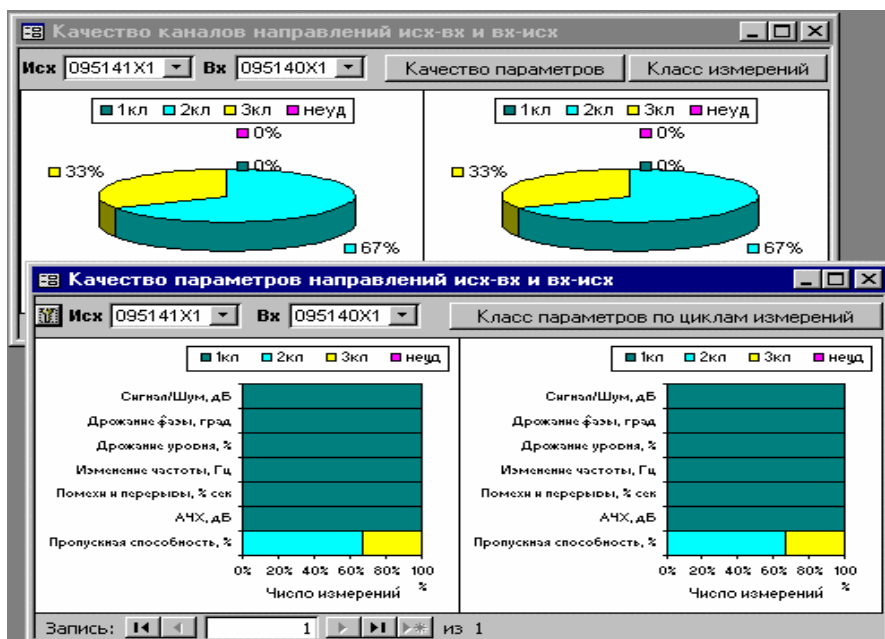 Качество каналов направлений исх-вх и вх-исх
Исх 095141X1 Вх 095140X1 Качество параметров Класс измерений
1кл 2кл 3кл неуд
0%
0%
33%
67%
1кл 2кл 3кл неуд
0%
0%
33%
67%
Качество параметров направлений исх-вх и вх-исх
Исх 095141X1 Вх 095140X1 Класс параметров по циклам измерений
1кл 2кл 3кл неуд
Сигнал/Шум, дБ
Дрожание фазы, град
Дрожание уровня, %
Изменение частоты, Гц
Помехи и перерывы, % сек
АЧХ, дБ
Пропускная способность, %
0% 20% 40% 60% 80% 100
%
Число измерений
1кл 2кл 3кл неуд
Сигнал/Шум, дБ
Дрожание фазы, град
Дрожание уровня, %
Изменение частоты, Гц
Помехи и перерывы, % сек
АЧХ, дБ
Пропускная способность, %
0% 20% 40% 60% 80% 100
%
Число измерений
Запись: 1 из 1